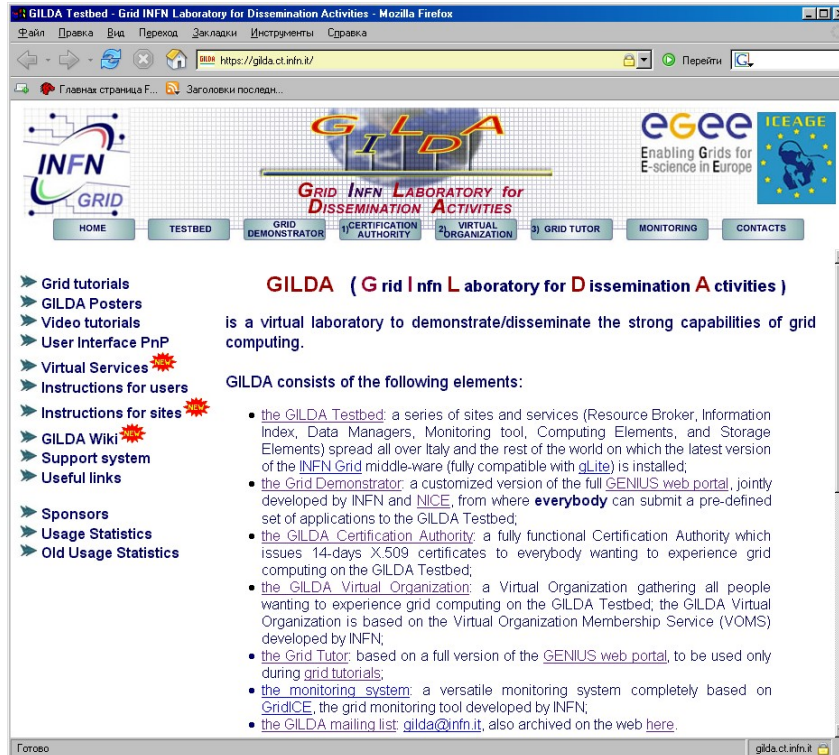 GILDA Testbed - Grid INFN Laboratory for Dissemination Activities - Mozilla Firefox
Файл Правка Вид Переход Закладки Инструменты Справка
GILDA https://gilda.ct.infn.it/ Перейти G
Главная страница F... Заголовки последн...
INFN
GRID
GILDA
GRID INFN LABORATORY for
DISSEMINATION ACTIVITIES
egee
Enabling Grids for
E-science in Europe
ICEAGE
HOME
TESTBED
GRID
DEMONSTRATOR
1) CERTIFICATION
AUTHORITY
2) VIRTUAL
ORGANIZATION
3) GRID TUTOR
MONITORING
CONTACTS
Grid tutorials
GILDA Posters
Video tutorials
User Interface PnP
Virtual Services NEW
Instructions for users
Instructions for sites NEW
GILDA Wiki NEW
Support system
Useful links
Sponsors
Usage Statistics
Old Usage Statistics
GILDA ( G rid I nfn L aboratory for D issemination A ctivities )
is a virtual laboratory to demonstrate/disseminate the strong capabilities of grid
computing.
GILDA consists of the following elements:
• the GILDA Testbed: a series of sites and services (Resource Broker, Information
Index, Data Managers, Monitoring tool, Computing Elements, and Storage
Elements) spread all over Italy and the rest of the world on which the latest version
of the INFN Grid middle-ware (fully compatible with gLite) is installed;
• the Grid Demonstrator: a customized version of the full GENIUS web portal, jointly
developed by INFN and NICE, from where everybody can submit a pre-defined
set of applications to the GILDA Testbed;
• the GILDA Certification Authority: a fully functional Certification Authority which
issues 14-days X.509 certificates to everybody wanting to experience grid
computing on the GILDA Testbed;
• the GILDA Virtual Organization: a Virtual Organization gathering all people
wanting to experience grid computing on the GILDA Testbed; the GILDA Virtual
Organization is based on the Virtual Organization Membership Service (VOMS)
developed by INFN;
• the Grid Tutor: based on a full version of the GENIUS web portal, to be used only
during grid tutorials;
• the monitoring system: a versatile monitoring system completely based on
GridICE, the grid monitoring tool developed by INFN;
• the GILDA mailing list: gilda@infn.it, also archived on the web here.
Готово gilda.ct.infn.it